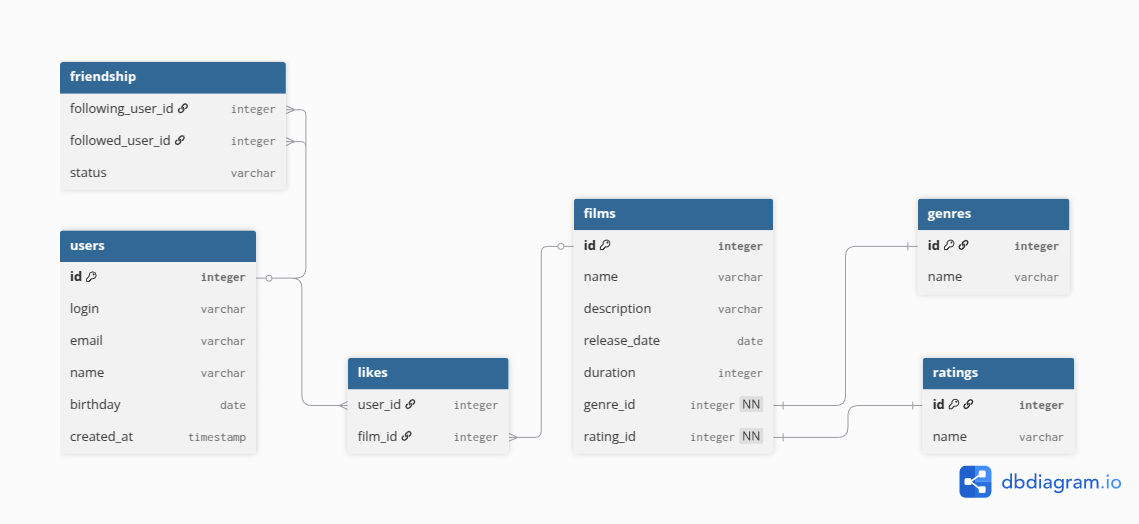 friendship
following_user_id integer
followed_user_id integer
status varchar
users
id integer
login varchar
email varchar
name varchar
birthday date
created_at timestamp
likes
user_id integer
film_id integer
films
id integer
name varchar
description varchar
release_date date
duration integer
genre_id integer NN
rating_id integer NN
genres
id integer
name varchar
ratings
id integer
name varchar
dbdiagram.io